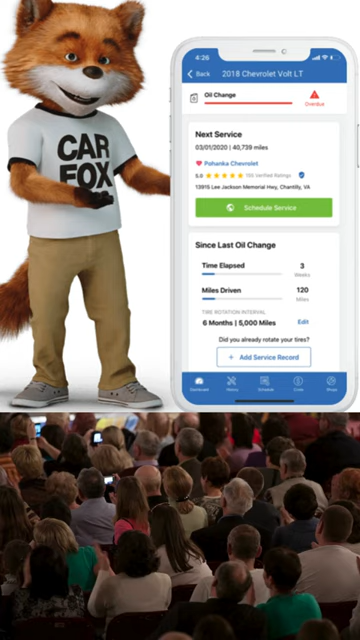 CAR
FOX
4:26
Back
2018 Chevrolet Volt LT
Oil Change
Overdue
Next Service
03/01/2020 | 40,739 miles
Pohanka Chevrolet
5.0 155 Verified Ratings
13915 Lee Jackson Memorial Hwy, Chantilly, VA
Schedule Service
Since Last Oil Change
Time Elapsed
3
Weeks
Miles Driven
120
Miles
TIRE ROTATION INTERVAL
6 Months | 5,000 Miles
Edit
Did you already rotate your tires?
+ Add Service Record
Dashboard
History
Schedule